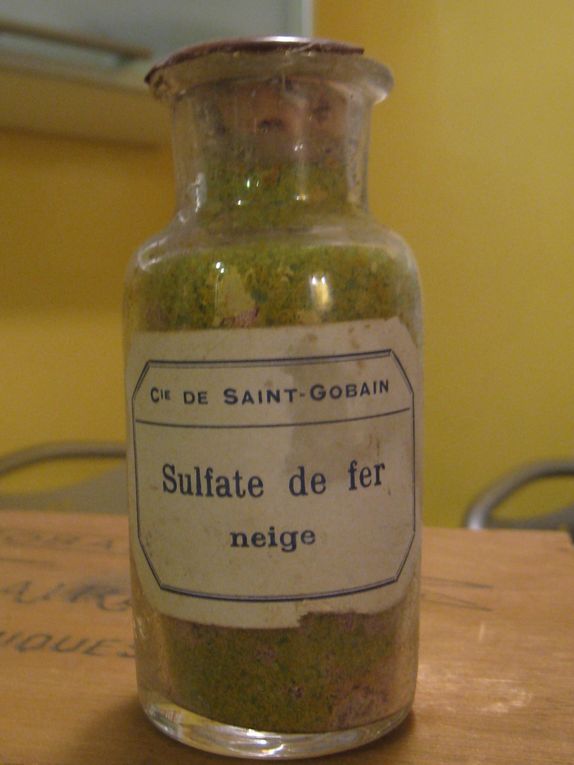 Cie DE SAINT-GOBAIN
Sulfate de fer
neige